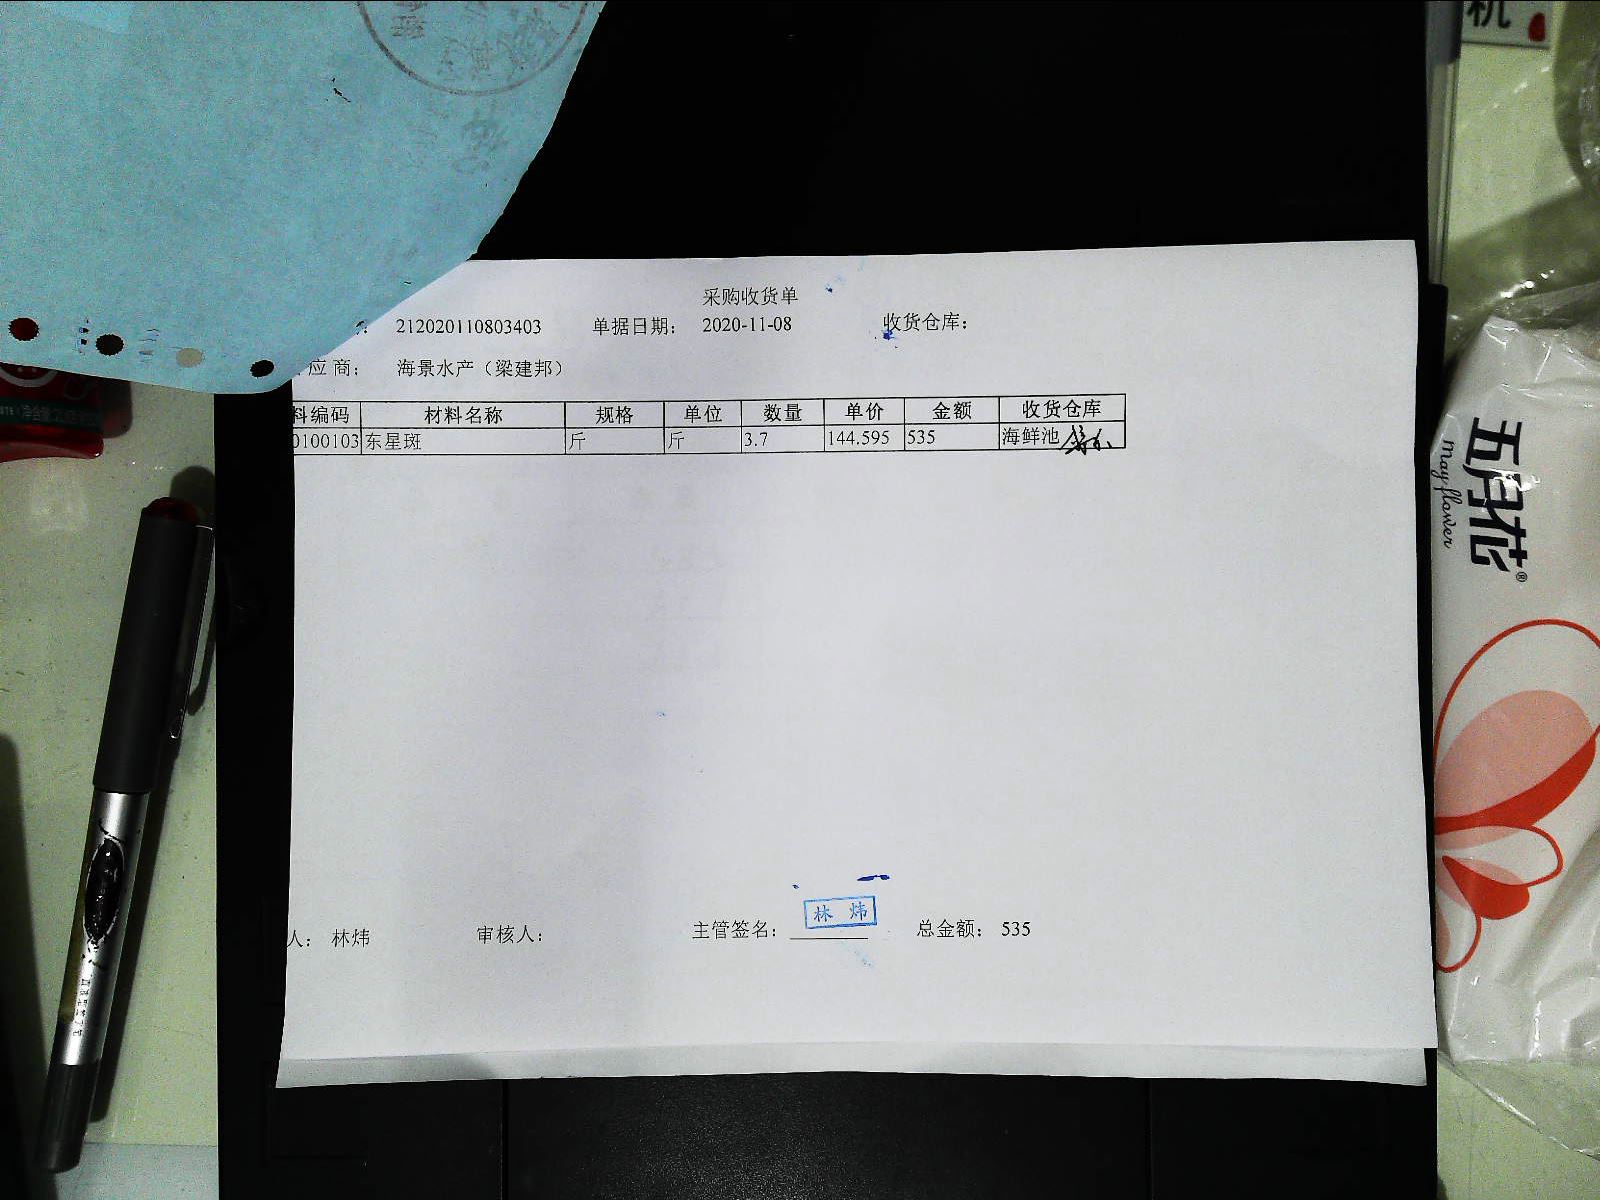 机
采购收货单
212020110803403 单据日期： 2020-11-08 收货仓库：
应商： 海景水产（梁建邦）
料编码 材料名称 规格 单位 数量 单价 金额 收货仓库
0100103 东星斑 斤 斤 3.7 144.595 535 海鲜池
人： 林炜 审核人： 主管签名： 林炜 总金额： 535
五月花®
May flower